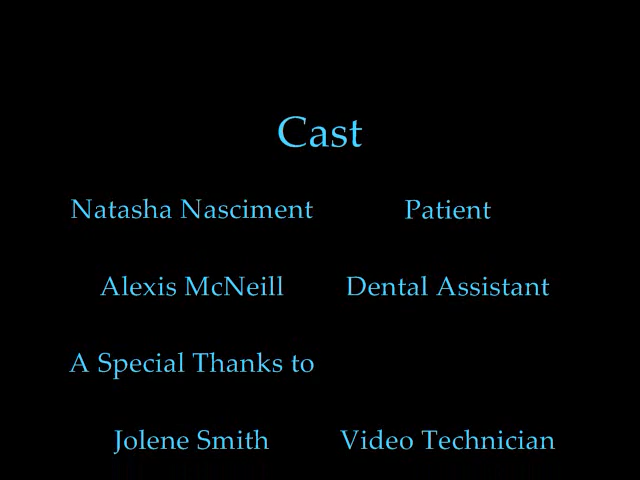 Cast
Natasha Nasciment Patient
Alexis McNeill Dental Assistant
A Special Thanks to
Jolene Smith Video Technician